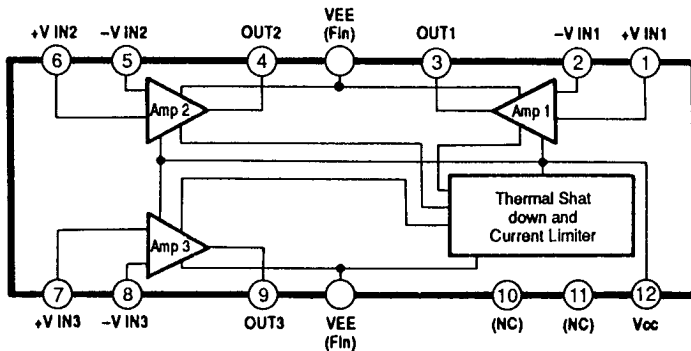 +V IN2
−V IN2
OUT2
VEE
(Fin)
OUT1
−V IN1
+V IN1
6
5
4
3
2
1
Amp 2
Amp 1
Thermal Shat
down and
Current Limiter
Amp 3
7
8
9
10
11
12
+V IN3
−V IN3
OUT3
VEE
(Fin)
(NC)
(NC)
Vcc